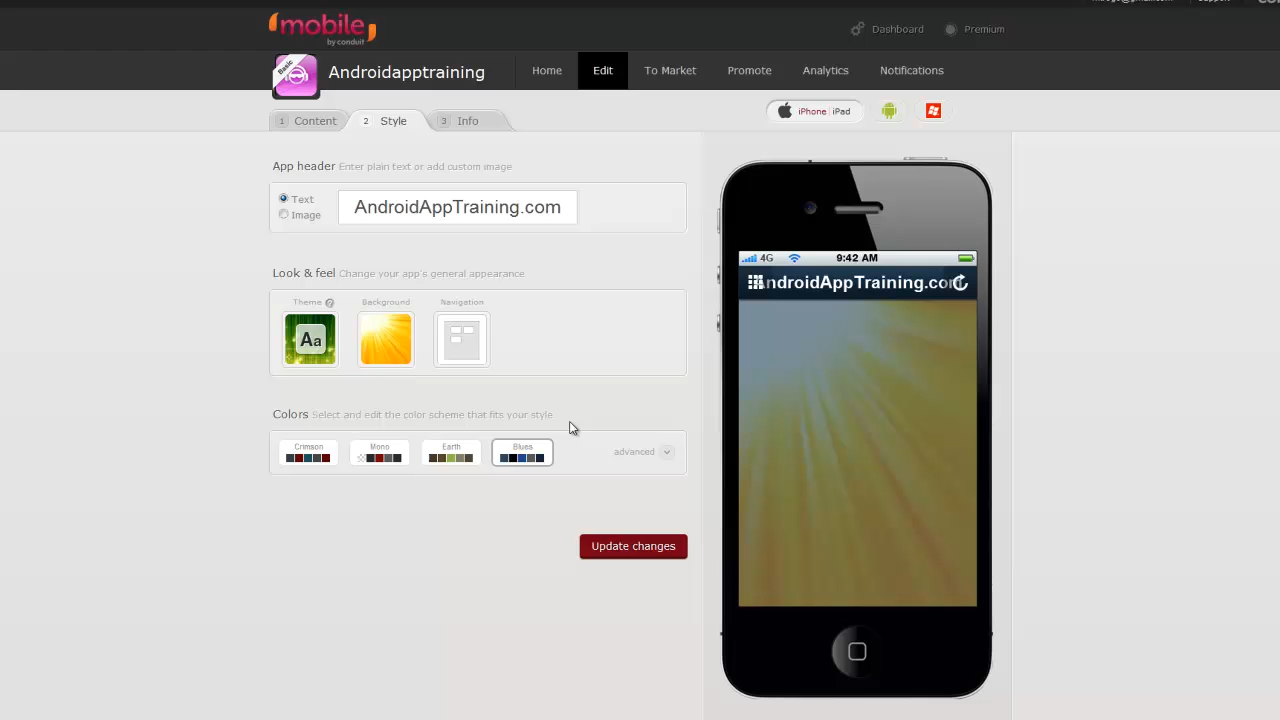 mobile
by conduit
Dashboard
Premium
Basic
Androidapptraining
Home
Edit
To Market
Promote
Analytics
Notifications
1 Content
2 Style
3 Info
iPhone | iPad
App header Enter plain text or add custom image
Text
Image
AndroidAppTraining.com
Look & feel Change your app's general appearance
Theme ?
Background
Navigation
Aa
Colors Select and edit the color scheme that fits your style
Crimson
Mono
Earth
Blues
advanced
Update changes
4G
9:42 AM
AndroidAppTraining.com